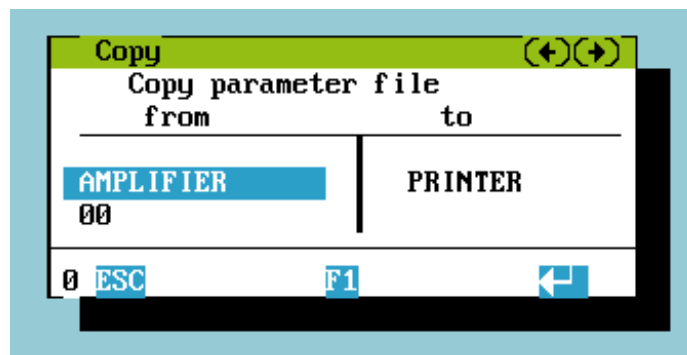 Copy (←)(→)
Copy parameter file
from to
AMPLIFIER PRINTER
00
0 ESC F1 ↵